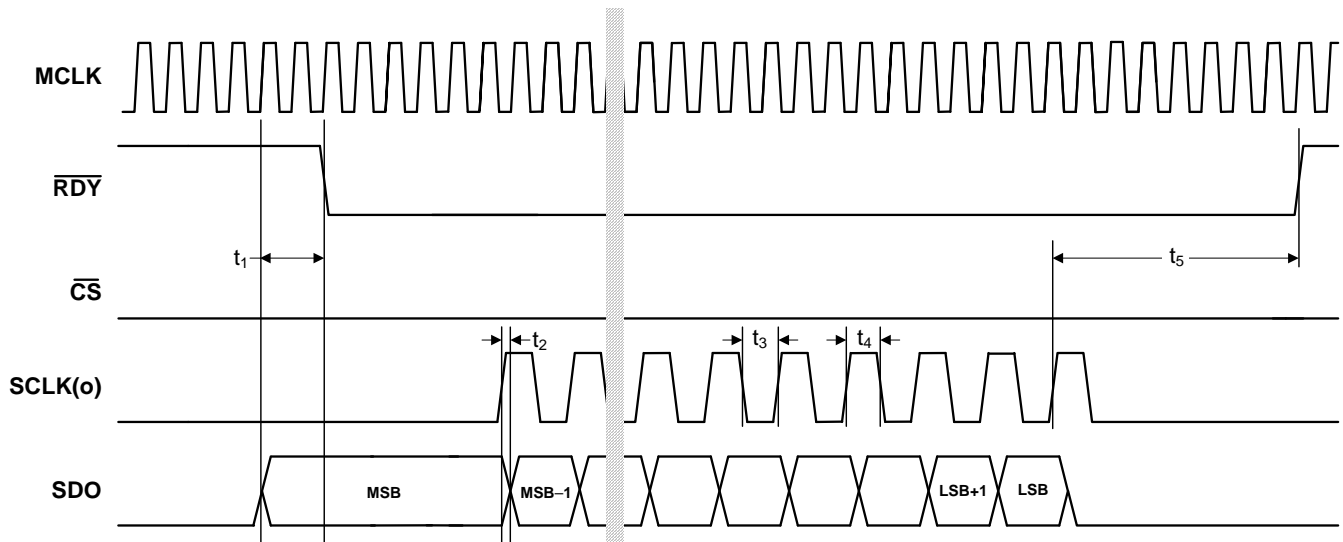 MCLK
RDY
t1
t5
CS
t2
t3
t4
SCLK(o)
SDO
MSB
MSB–1
LSB+1
LSB